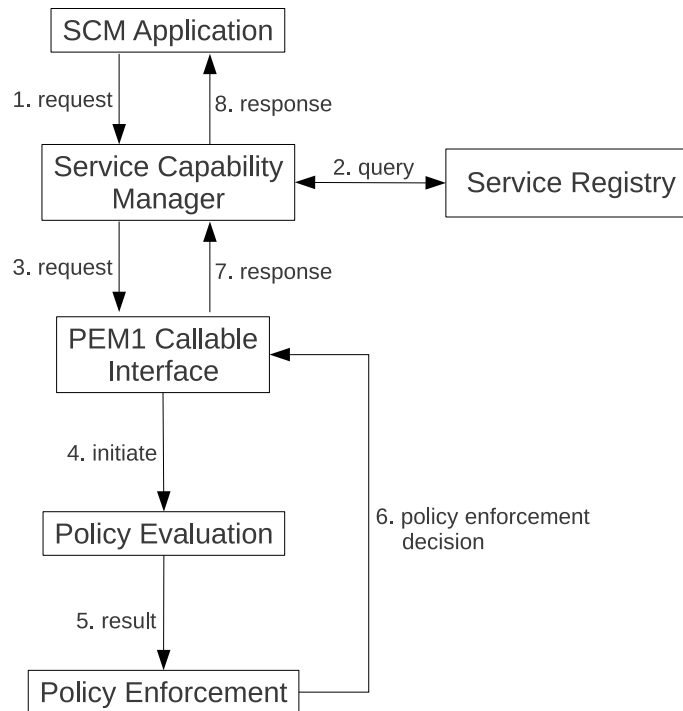 SCM Application
1. request
8. response
Service Capability
Manager
2. query
Service Registry
3. request
7. response
PEM1 Callable
Interface
4. initiate
6. policy enforcement
decision
Policy Evaluation
5. result
Policy Enforcement